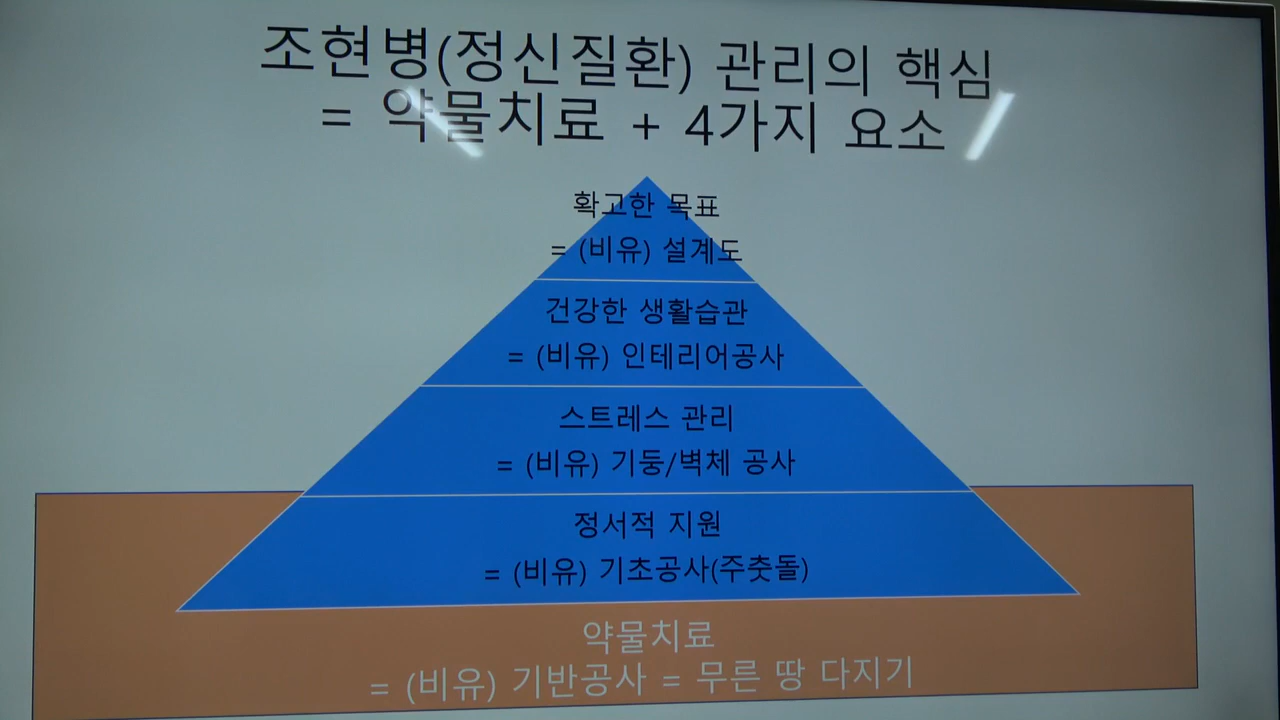 조현병(정신질환) 관리의 핵심
= 약물치료 + 4가지 요소
확고한 목표
= (비유) 설계도
건강한 생활습관
= (비유) 인테리어공사
스트레스 관리
= (비유) 기둥/벽체 공사
정서적 지원
= (비유) 기초공사(주춧돌)
약물치료
= (비유) 기반공사 = 무른 땅 다지기